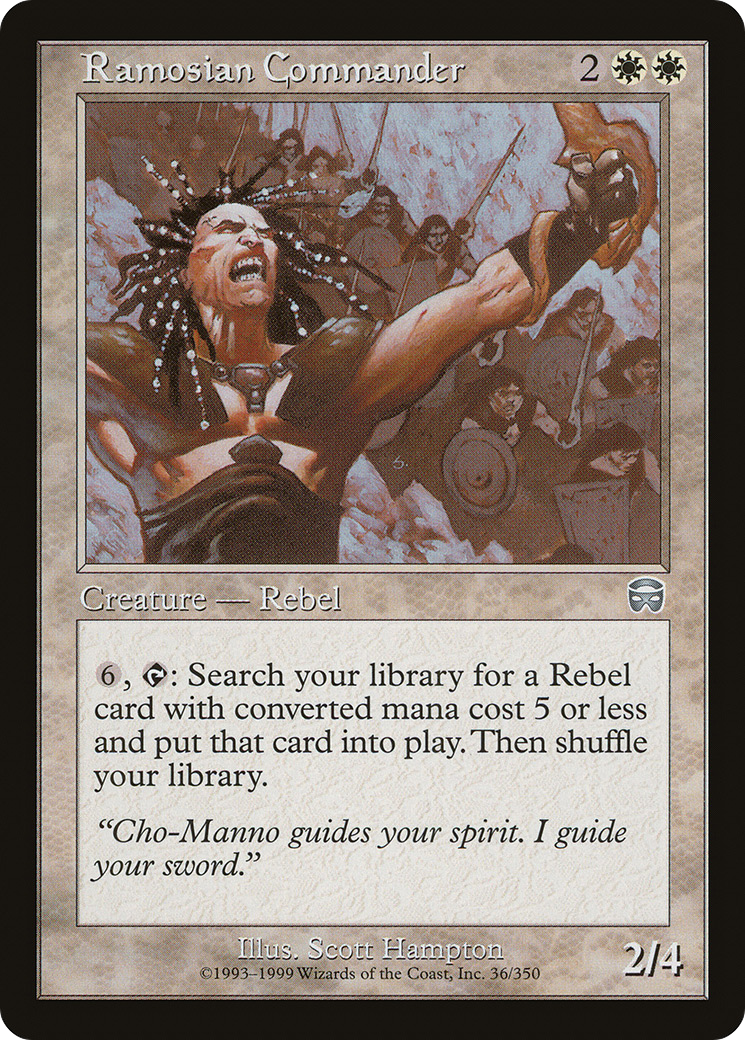 Ramosian Commander 2
Creature — Rebel
6, : Search your library for a Rebel
card with converted mana cost 5 or less
and put that card into play. Then shuffle
your library.
“Cho-Manno guides your spirit. I guide
your sword.”
Illus. Scott Hampton
©1993–1999 Wizards of the Coast, Inc. 36/350
2/4
S.